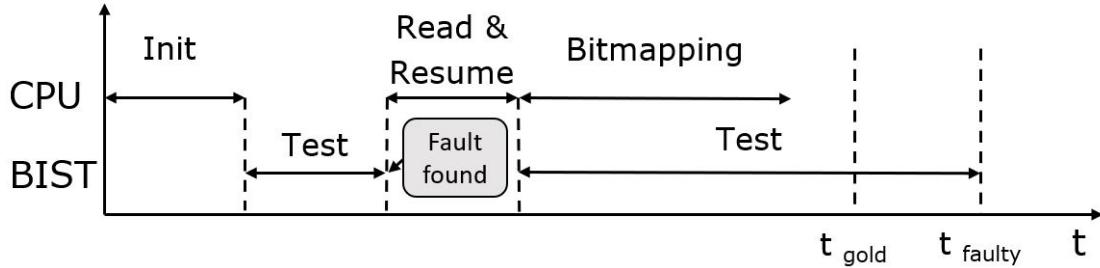 Init
Read &
Resume
Bitmapping
CPU
Test
Fault
found
Test
BIST
t gold
t faulty
t